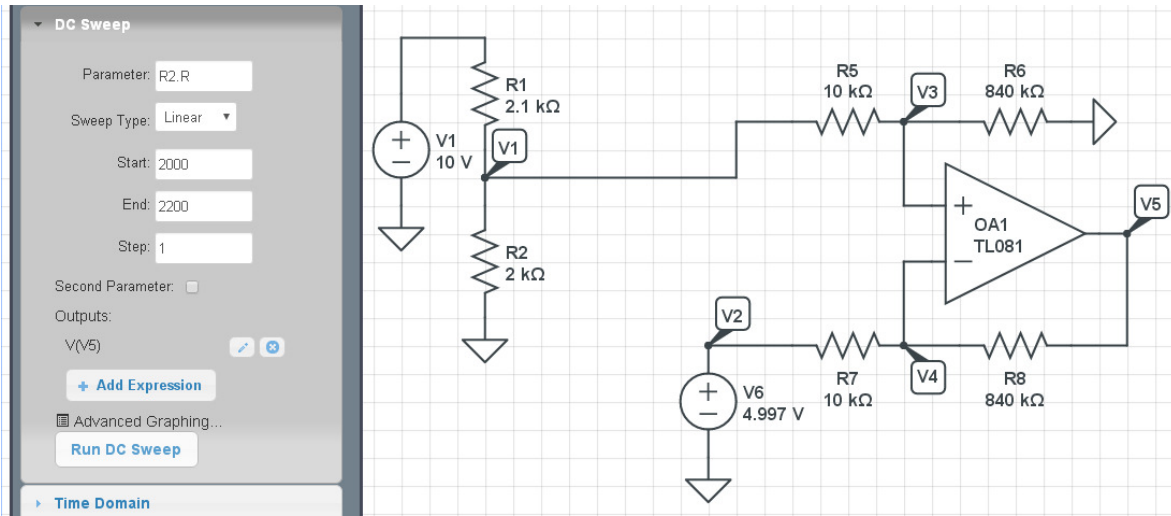 DC Sweep
Parameter: R2.R
Sweep Type: Linear
Start: 2000
End: 2200
Step: 1
Second Parameter:
Outputs:
V(V5)
+ Add Expression
Advanced Graphing...
Run DC Sweep
Time Domain
R1
2.1 kΩ
V1
10 V
V1
R2
2 kΩ
R5
10 kΩ
V3
R6
840 kΩ
OA1
TL081
V5
V2
V6
4.997 V
R7
10 kΩ
V4
R8
840 kΩ